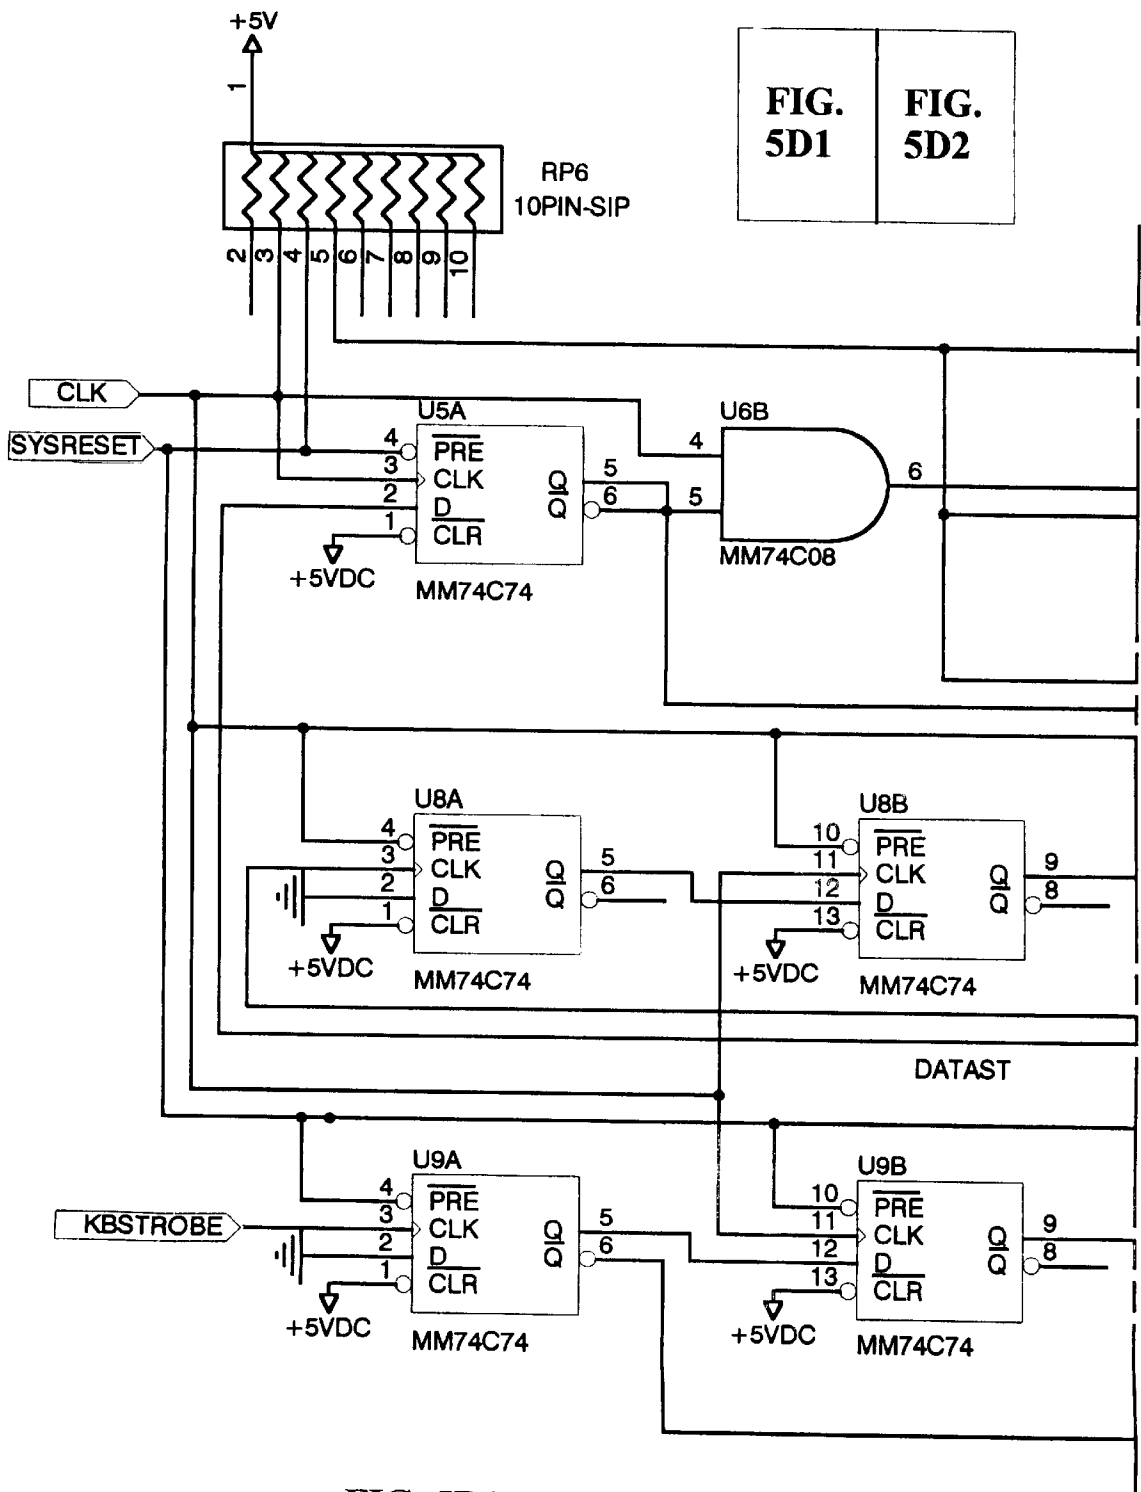 +5V
1
FIG. 5D1
FIG. 5D2
RP6
10PIN-SIP
2 3 4 5 6 7 8 9 10
CLK
SYSRESET
U5A
4 PRE
3 CLK
2 D
1 CLR
Q 5
Q 6
+5VDC
MM74C74
U6B
4
5
6
MM74C08
U8A
4 PRE
3 CLK
2 D
1 CLR
Q 5
Q 6
+5VDC
MM74C74
U8B
10 PRE
11 CLK
12 D
13 CLR
Q 9
Q 8
+5VDC
MM74C74
DATAST
KBSTROBE
U9A
4 PRE
3 CLK
2 D
1 CLR
Q 5
Q 6
+5VDC
MM74C74
U9B
10 PRE
11 CLK
12 D
13 CLR
Q 9
Q 8
+5VDC
MM74C74